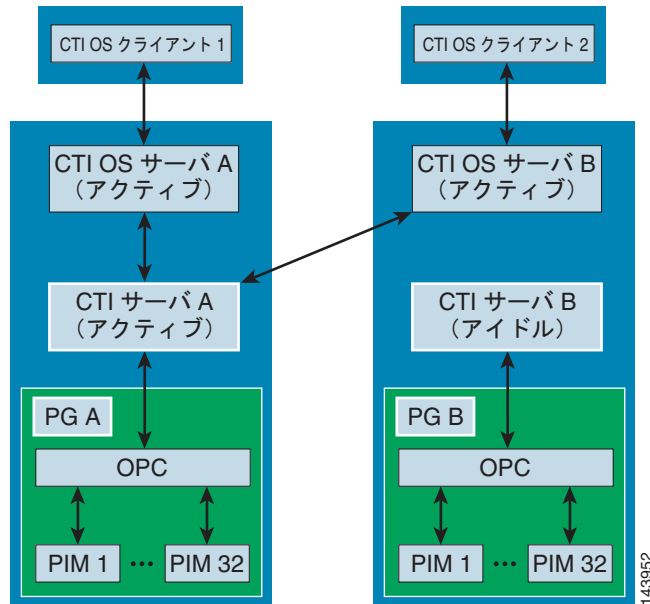 CTI OS クライアント 1
CTI OS クライアント 2
CTI OS サーバ A
（アクティブ）
CTI OS サーバ B
（アクティブ）
CTI サーバ A
（アクティブ）
CTI サーバ B
（アイドル）
PG A
PG B
OPC
OPC
PIM 1 ••• PIM 32
PIM 1 ••• PIM 32
143952